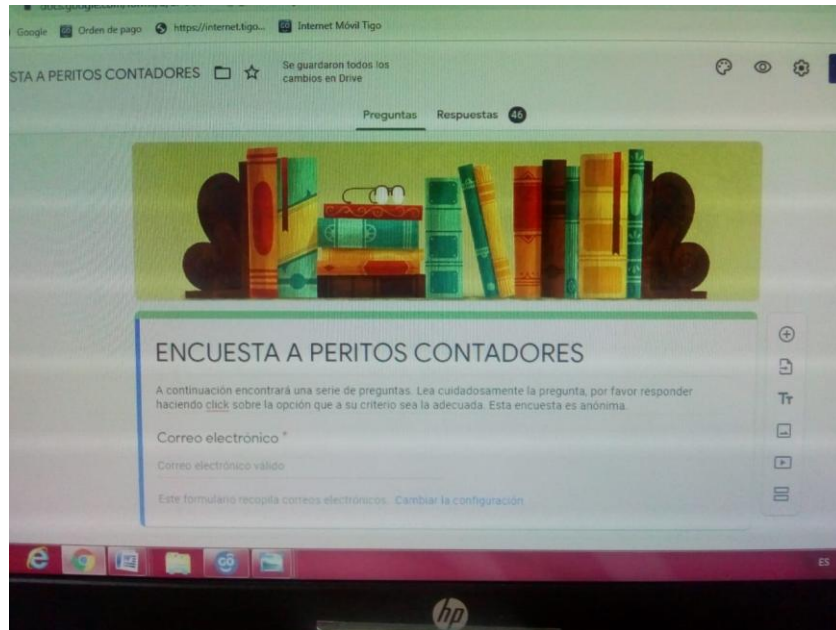 Google Orden de pago https://internet.tigo... Internet Móvil Tigo
STA A PERITOS CONTADORES
Se guardaron todos los
cambios en Drive
Preguntas Respuestas 46
ENCUESTA A PERITOS CONTADORES
A continuación encontrará una serie de preguntas. Lea cuidadosamente la pregunta, por favor responder
haciendo click sobre la opción que a su criterio sea la adecuada. Esta encuesta es anónima.
Correo electrónico *
Correo electrónico válido
Este formulario recopila correos electrónicos. Cambiar la configuración
Tт
ES
hp